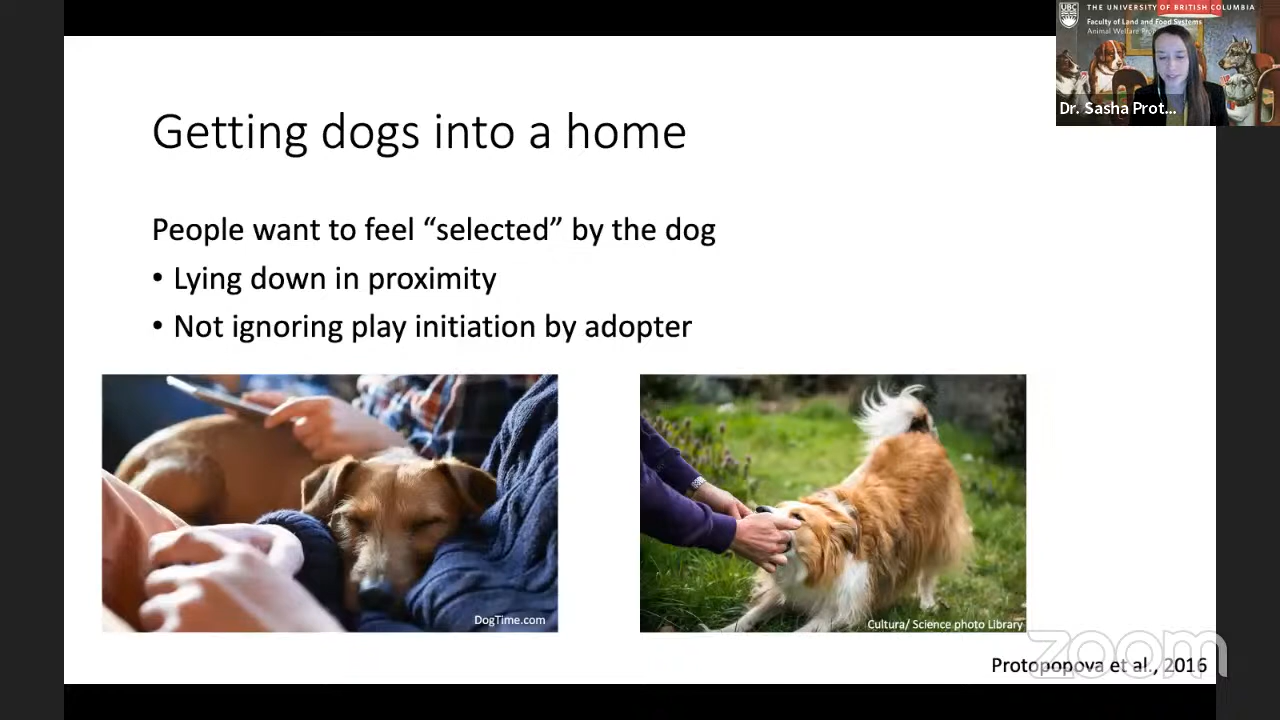 THE UNIVERSITY OF BRITISH COLUMBIA
UBC
Faculty of Land and Food Systems
Animal Welfare
Dr. Sasha Prot...
Getting dogs into a home
People want to feel “selected” by the dog
• Lying down in proximity
• Not ignoring play initiation by adopter
DogTime.com
Cultura/ Science photo Library
Protopopova et al., 2016
zoom